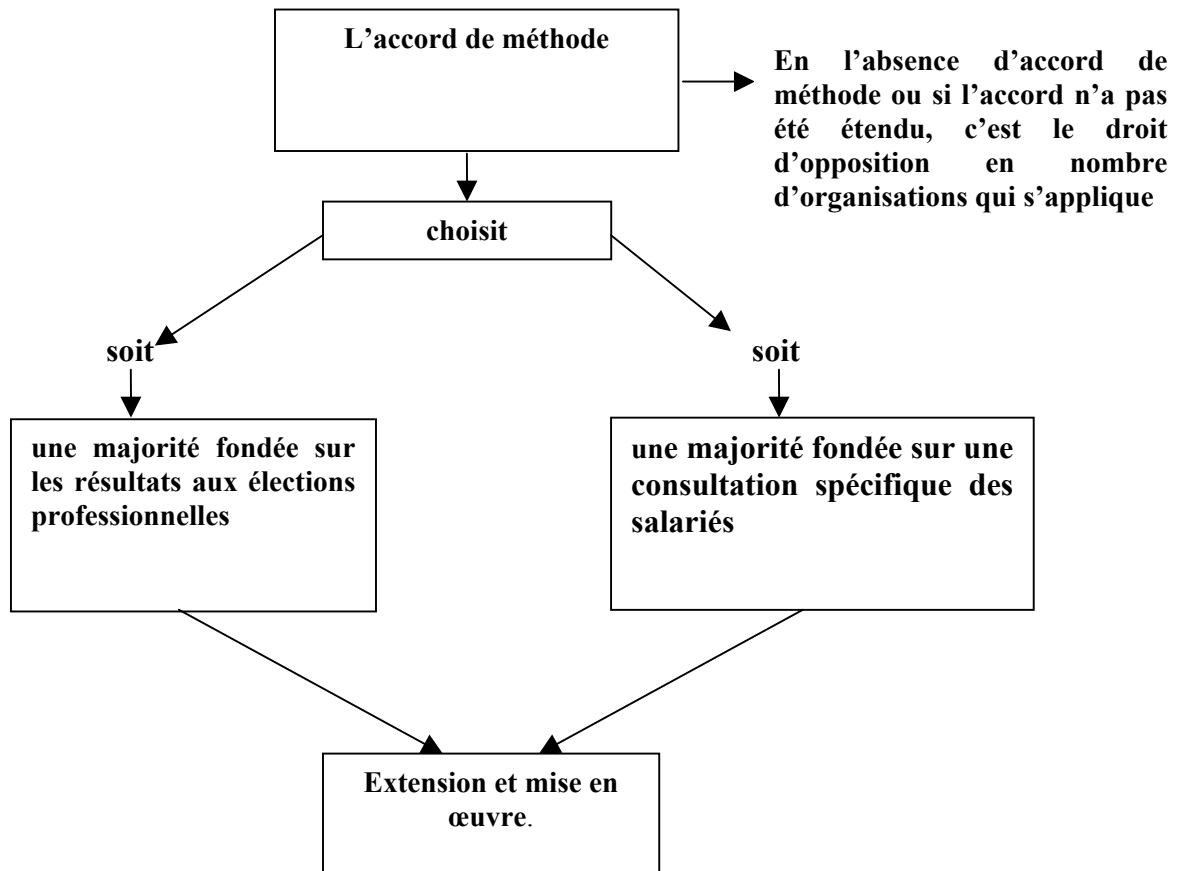 L’accord de méthode
En l’absence d’accord de
méthode ou si l’accord n’a pas
été étendu, c’est le droit
d’opposition en nombre
d’organisations qui s’applique
choisit
soit
soit
une majorité fondée sur
les résultats aux élections
professionnelles
une majorité fondée sur une
consultation spécifique des
salariés
Extension et mise en
œuvre.